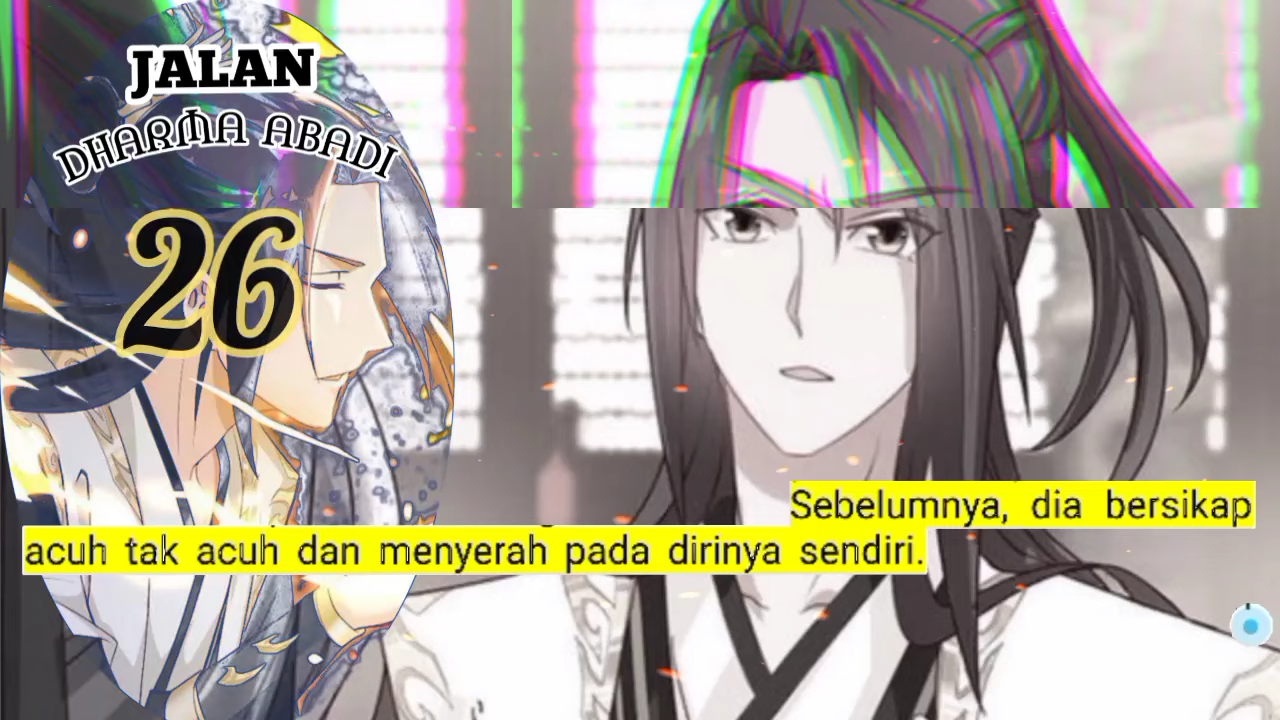 JALAN
DHARMA ABADI
26
Sebelumnya, dia bersikap
acuh tak acuh dan menyerah pada dirinya sendiri.